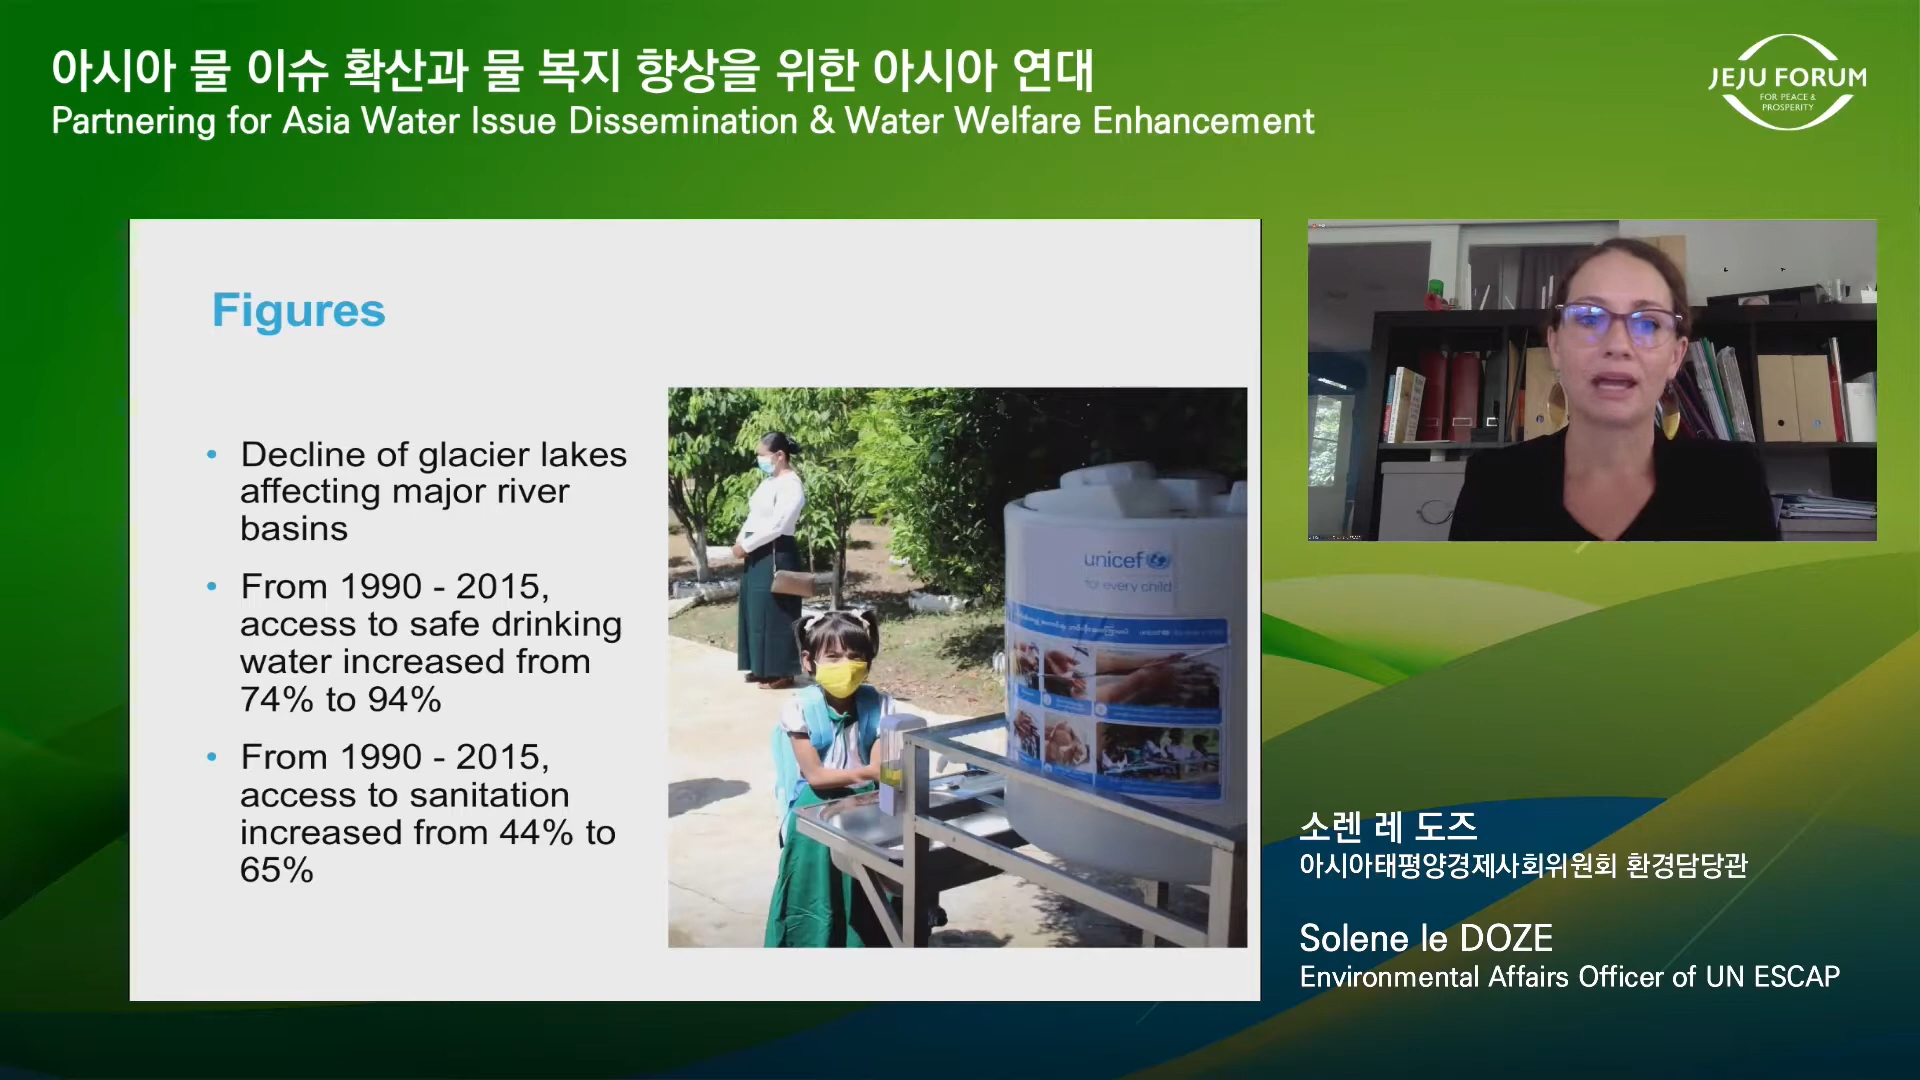 아시아 물 이슈 확산과 물 복지 향상을 위한 아시아 연대
Partnering for Asia Water Issue Dissemination & Water Welfare Enhancement
JEJU FORUM
FOR PEACE &
PROSPERITY
Figures
• Decline of glacier lakes
affecting major river
basins
• From 1990 - 2015,
access to safe drinking
water increased from
74% to 94%
• From 1990 - 2015,
access to sanitation
increased from 44% to
65%
unicef
for every child
소렌 레 도즈
아시아태평양경제사회위원회 환경담당관
Solene le DOZE
Environmental Affairs Officer of UN ESCAP